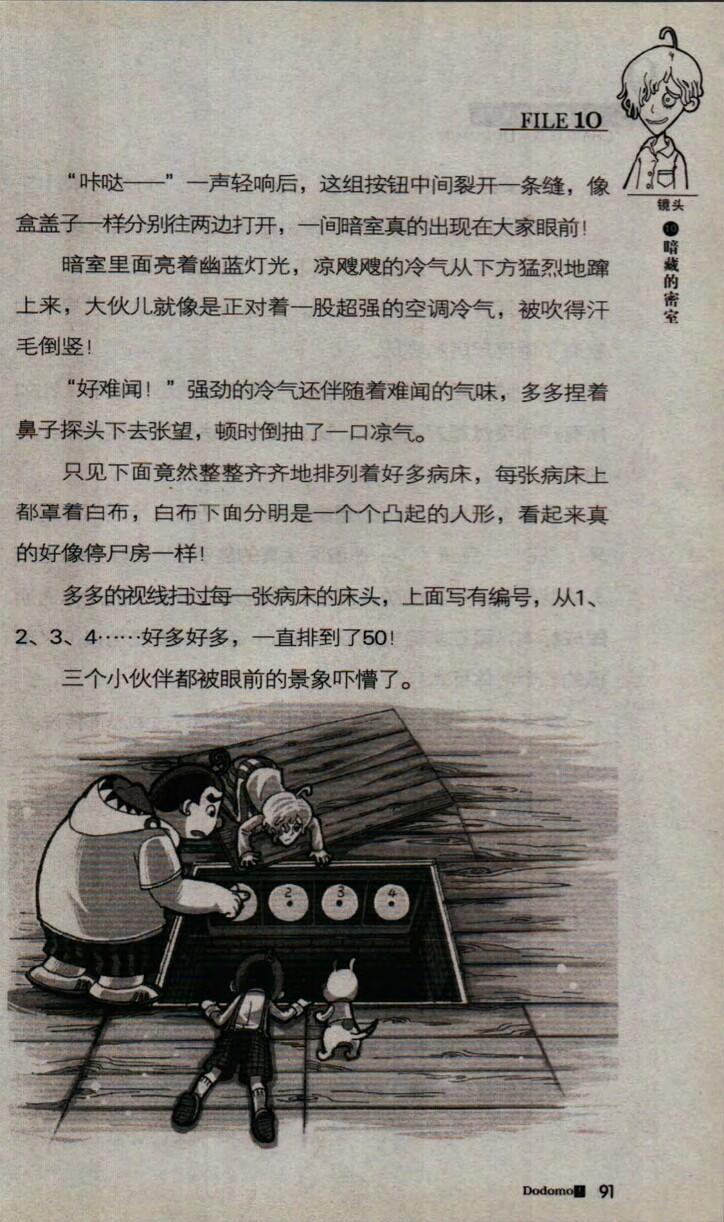 FILE 10
镜头
暗藏的密室
“咔哒——”一声轻响后，这组按钮中间裂开一条缝，像
盒盖子一样分别往两边打开，一间暗室真的出现在大家眼前！
暗室里面亮着幽蓝灯光，凉飕飕的冷气从下方猛烈地蹿
上来，大伙儿就像是正对着一股超强的空调冷气，被吹得汗
毛倒竖！
“好难闻！”强劲的冷气还伴随着难闻的气味，多多捏着
鼻子探头下去张望，顿时倒抽了一口凉气。
只见下面竟然整整齐齐地排列着好多病床，每张病床上
都罩着白布，白布下面分明是一个个凸起的人形，看起来真
的好像停尸房一样！
多多的视线扫过每一张病床的床头，上面写有编号，从1、
2、3、4……好多好多，一直排到了50！
三个小伙伴都被眼前的景象吓懵了。
2 3 4
Dodomo! 91